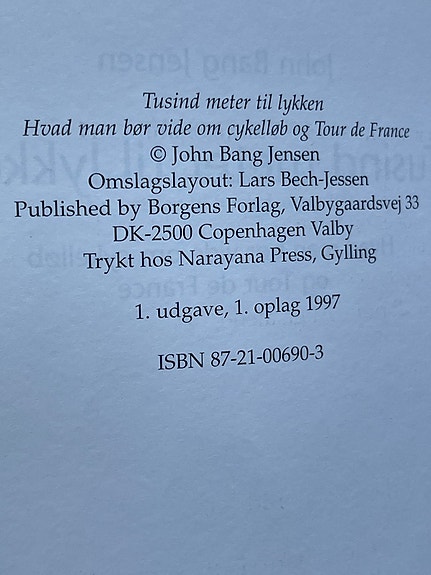 Tusind meter til lykken
Hvad man bør vide om cykelløb og Tour de France
© John Bang Jensen
Omslagslayout: Lars Bech-Jessen
Published by Borgens Forlag, Valbygaardsvej 33
DK-2500 Copenhagen Valby
Trykt hos Narayana Press, Gylling
1. udgave, 1. oplag 1997
ISBN 87-21-00690-3